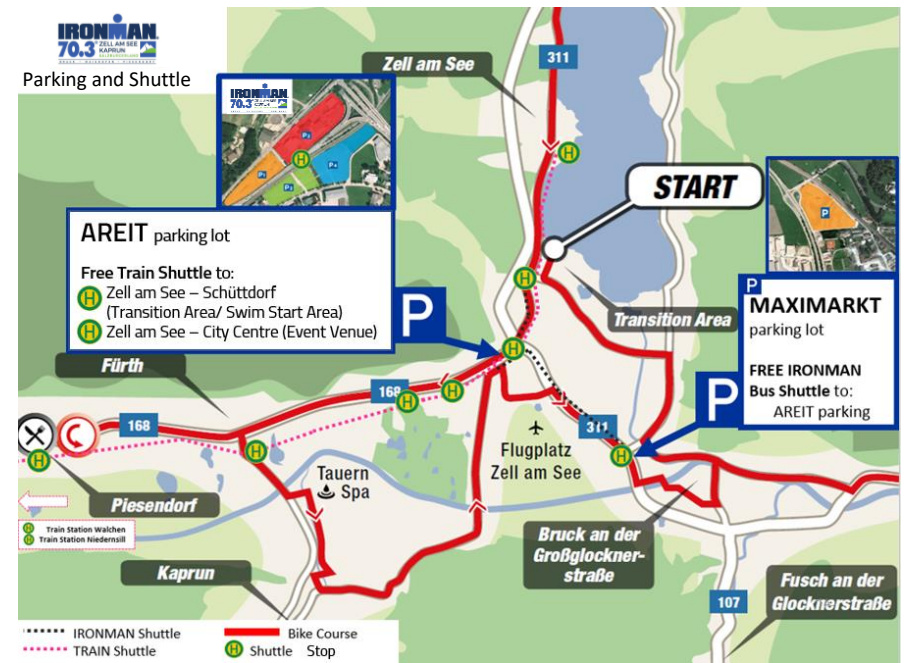 IRONMAN
70.3 ZELL AM SEE
KAPRUN
Parking and Shuttle
IRONMAN
70.3
P3
P1
P2
P4
AREIT parking lot
Free Train Shuttle to:
H Zell am See – Schüttdorf
(Transition Area/ Swim Start Area)
H Zell am See – City Centre (Event Venue)
P
Zell am See
311
H
START
P
P
MAXIMARKT
parking lot
FREE IRONMAN
Bus Shuttle to:
AREIT parking
P
H
Transition Area
H
Fürth
168
H
H
168
H
H
Piesendorf
H Train Station Walchen
H Train Station Niedernsill
Tauern
Spa
Flugplatz
Zell am See
311
H
Kaprun
Bruck an der
Großglockner-
straße
107
Fusch an der
Glocknerstraße
IRONMAN Shuttle
TRAIN Shuttle
Bike Course
H Shuttle Stop